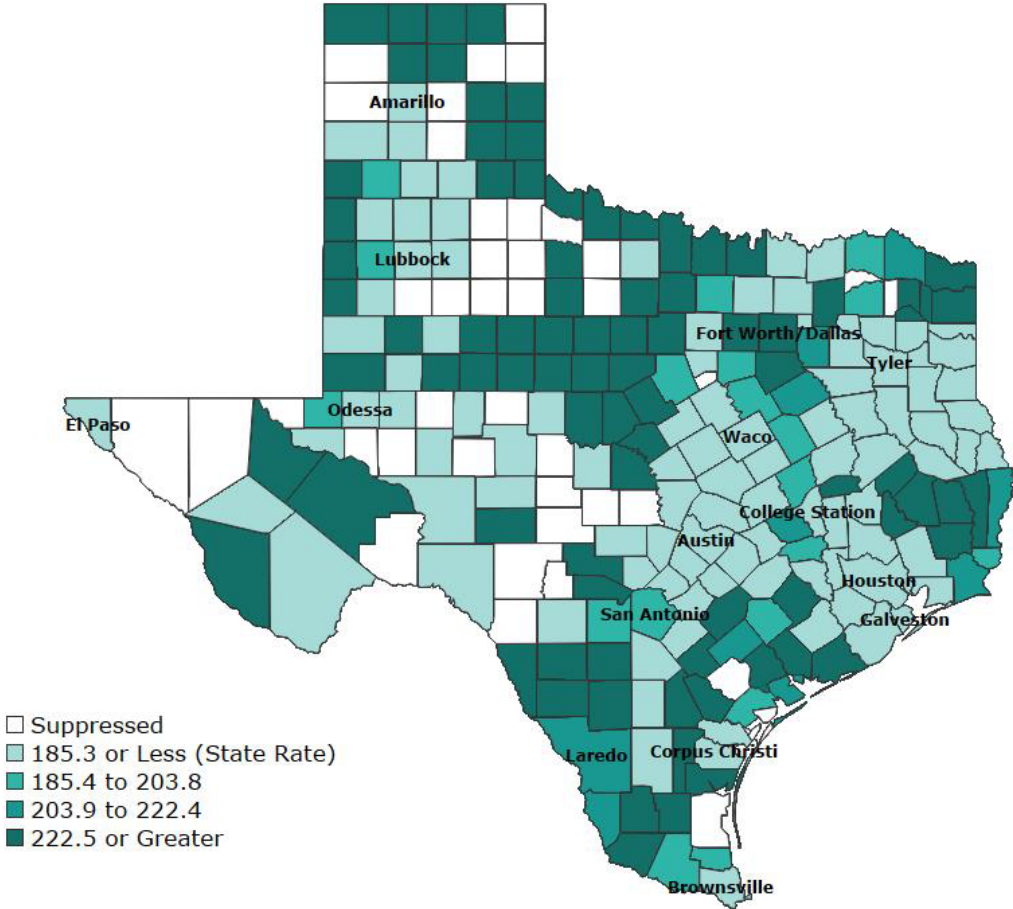 Amarillo
Lubbock
Fort Worth/Dallas
Tyler
Odessa
El Paso
Waco
College Station
Austin
Houston
San Antonio
Galveston
Suppressed
185.3 or Less (State Rate)
Laredo
Corpus Christi
185.4 to 203.8
203.9 to 222.4
222.5 or Greater
Brownsville